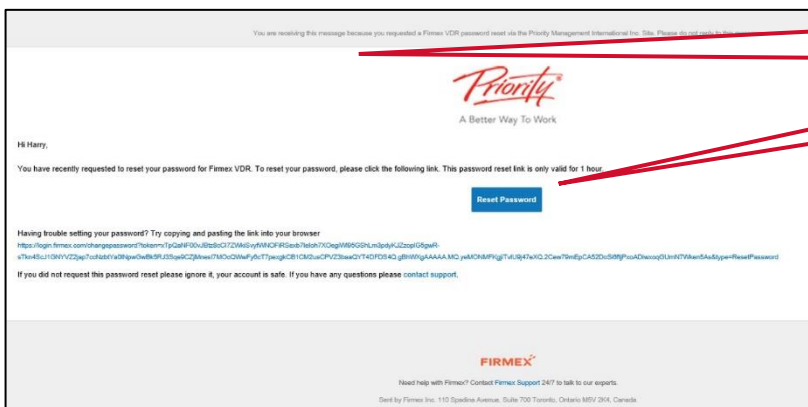 You are receiving this message because you requested a Firmex VDR password reset via the Priority Management International Inc. Site. Please do not reply to this
Priority®
A Better Way To Work
Hi Harry,
You have recently requested to reset your password for Firmex VDR. To reset your password, please click the following link. This password reset link is only valid for 1 hour.
Reset Password
Having trouble setting your password? Try copying and pasting the link into your browser
If you did not request this password reset please ignore it, your account is safe. If you have any questions please contact support.
FIRMEX
Need help with Firmex? Contact Firmex Support 24/7 to talk to our experts.
Sent by Firmex Inc. 110 Spadina Avenue, Suite 700 Toronto, Ontario M5V 2K4, Canada